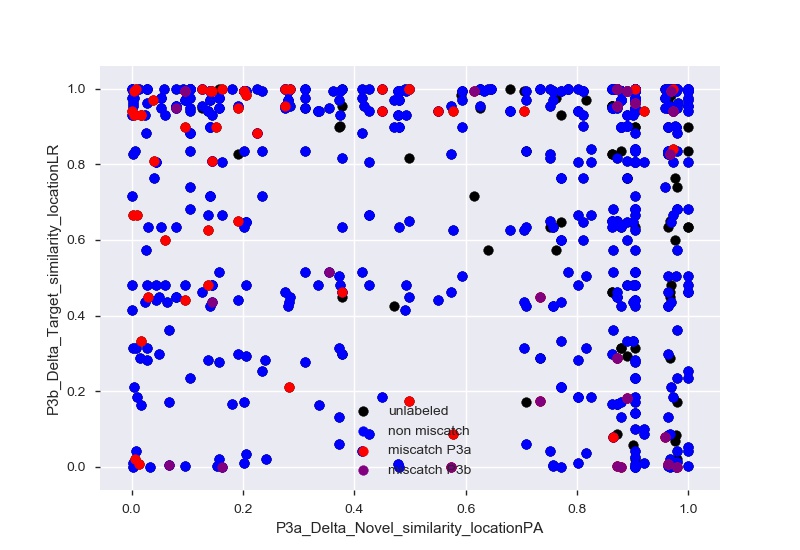 1.0
0.8
0.6
0.4
0.2
0.0
P3b_Delta_Target_similarity_locationLR
unlabeled
non miscatch
miscatch P3a
miscatch P3b
0.0 0.2 0.4 0.6 0.8 1.0
P3a_Delta_Novel_similarity_locationPA